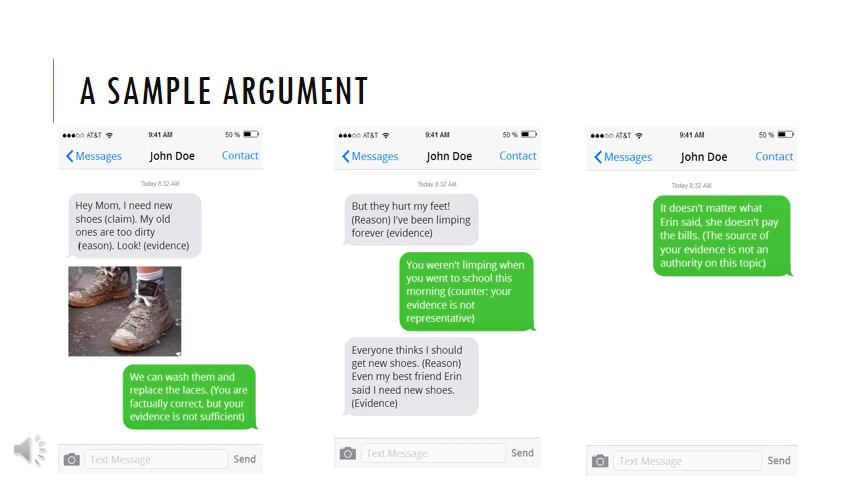 A SAMPLE ARGUMENT
AT&T
9:41 AM
50 %
Messages
John Doe
Contact
Today 8:32 AM
Hey Mom, I need new
shoes (claim). My old
ones are too dirty
(eason). Look! (evidence)
We can wash them and
replace the laces. (You are
factually correct, but your
evidence is not sufficient)
Text Message
Send
AT&T
9:41 AM
50 %
Messages
John Doe
Contact
Today 8:32 AM
But they hurt my feet!
(Reason) I've been limping
forever (evidence)
You weren't limping when
you went to school this
morning (counter: your
evidence is not
representative)
Everyone thinks I should
get new shoes. (Reason)
Even my best friend Erin
said I need new shoes.
(Evidence)
Text Message
Send
AT&T
9:41 AM
50 %
Messages
John Doe
Contact
Today 8:32 AM
It doesn't matter what
Erin said, she doesn't pay
the bills. (The source of
your evidence is not an
authority on this topic)
Text Message
Send